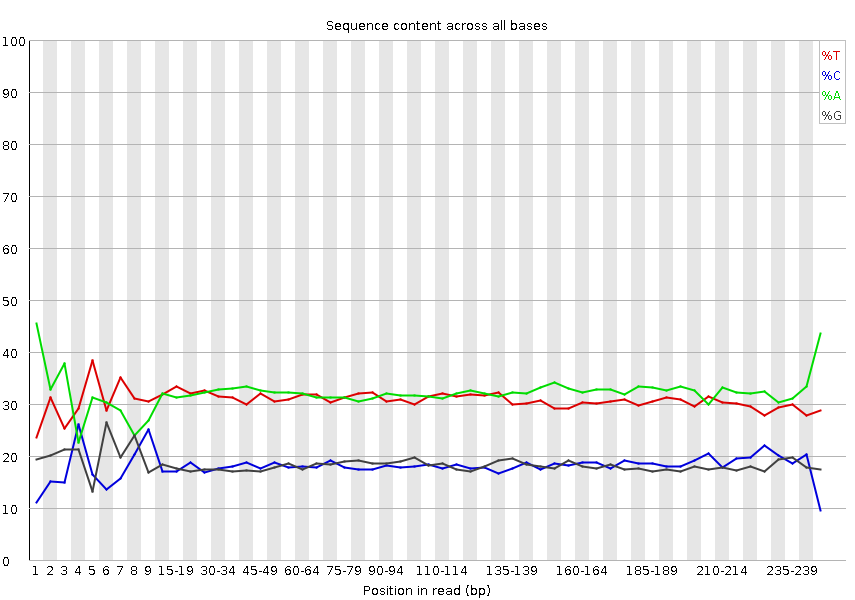 Sequence content across all bases
100
90
80
70
60
50
40
30
20
10
0
%T
%C
%A
%G
1 2 3 4 5 6 7 8 9 15-19 30-34 45-49 60-64 75-79 90-94 110-114 135-139 160-164 185-189 210-214 235-239
Position in read (bp)